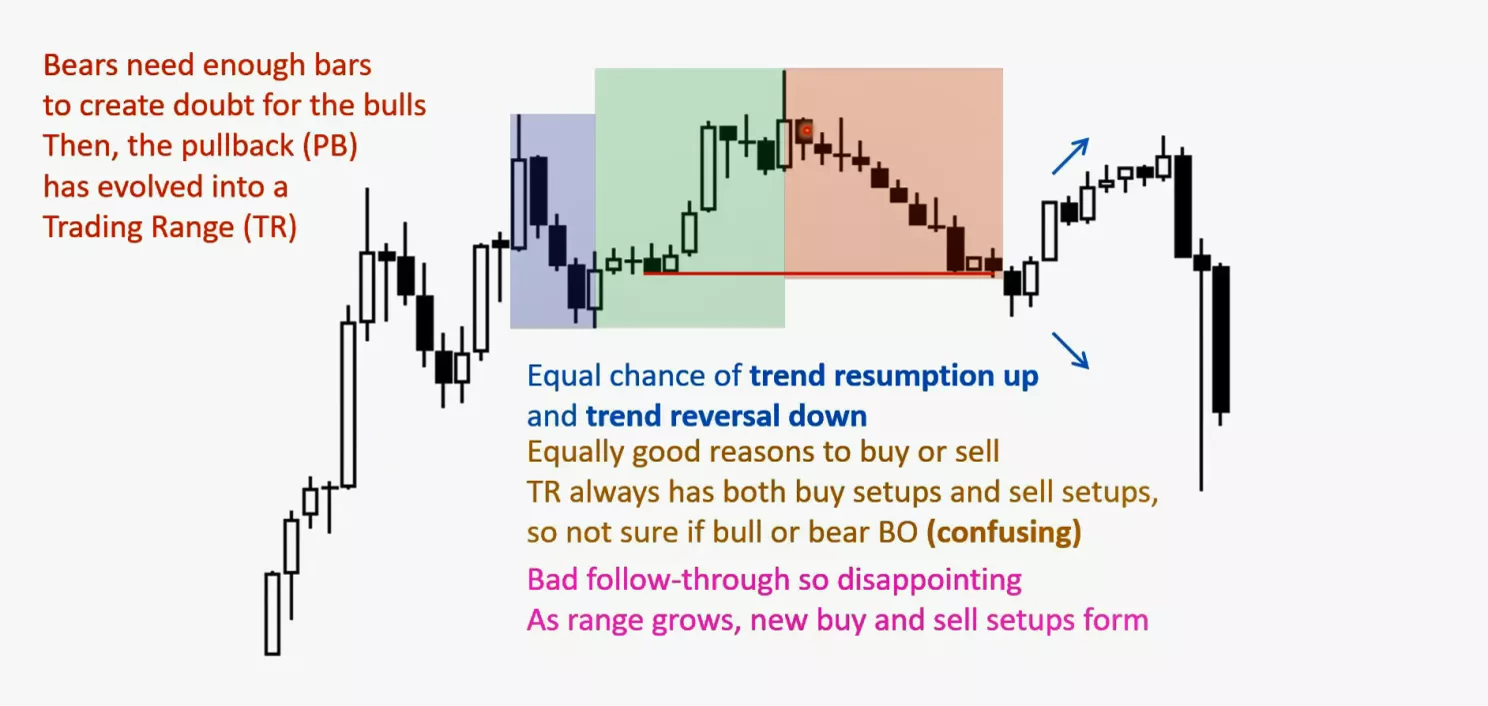 Bears need enough bars
to create doubt for the bulls
Then, the pullback (PB)
has evolved into a
Trading Range (TR)
Equal chance of trend resumption up
and trend reversal down
Equally good reasons to buy or sell
TR always has both buy setups and sell setups,
so not sure if bull or bear BO (confusing)
Bad follow-through so disappointing
As range grows, new buy and sell setups form